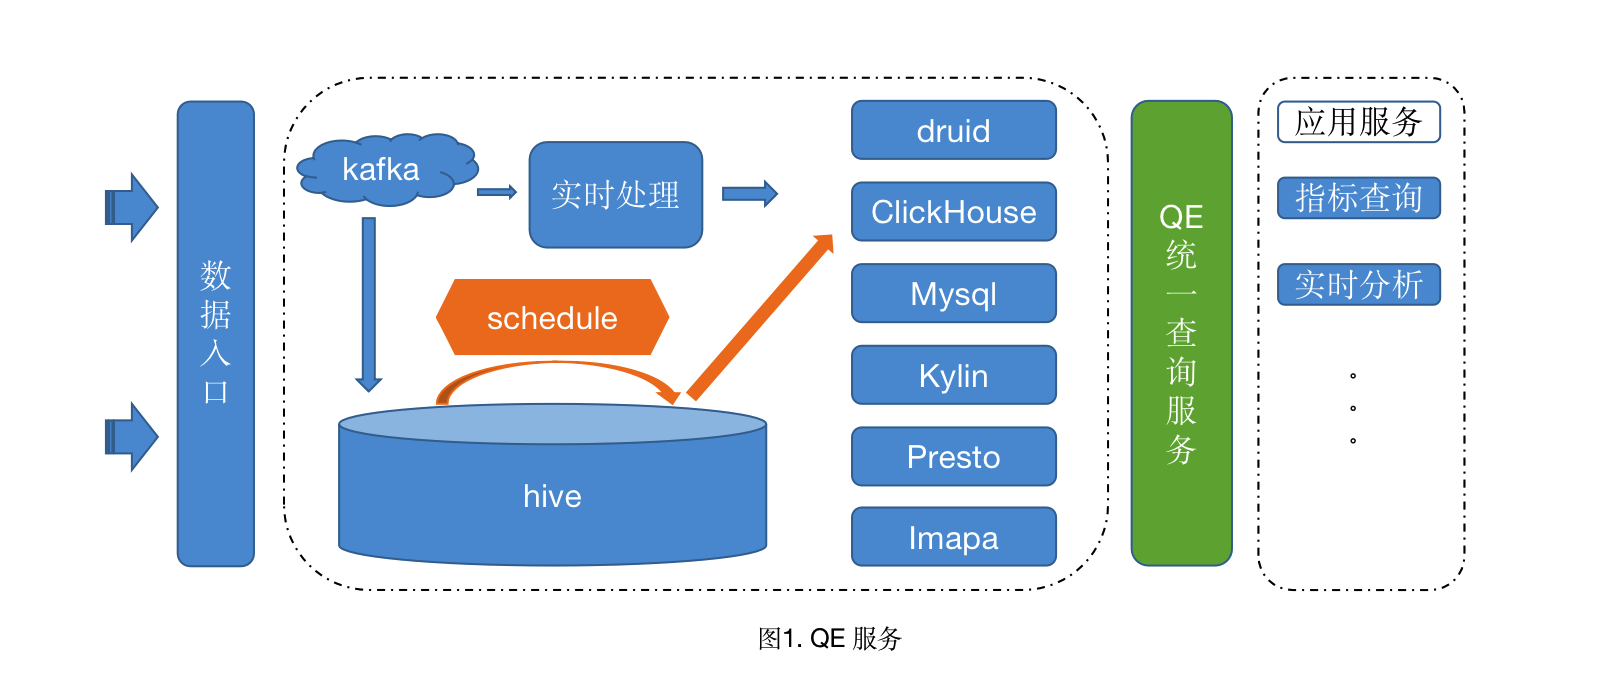 数据入口
kafka
实时处理
schedule
hive
druid
ClickHouse
Mysql
Kylin
Presto
Imapa
QE统一查询服务
应用服务
指标查询
实时分析
。
。
。
图1. QE 服务